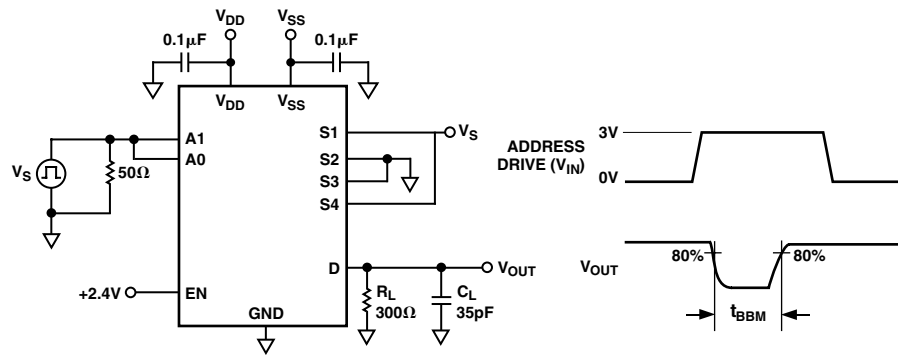 VDD VSS
0.1µF 0.1µF
VDD VSS
A1 S1 VS
A0 S2
VS 50Ω S3
S4
D VOUT
+2.4V EN RL CL
300Ω 35pF
GND
ADDRESS 3V
DRIVE (VIN) 0V
VOUT 80% 80%
tBBM